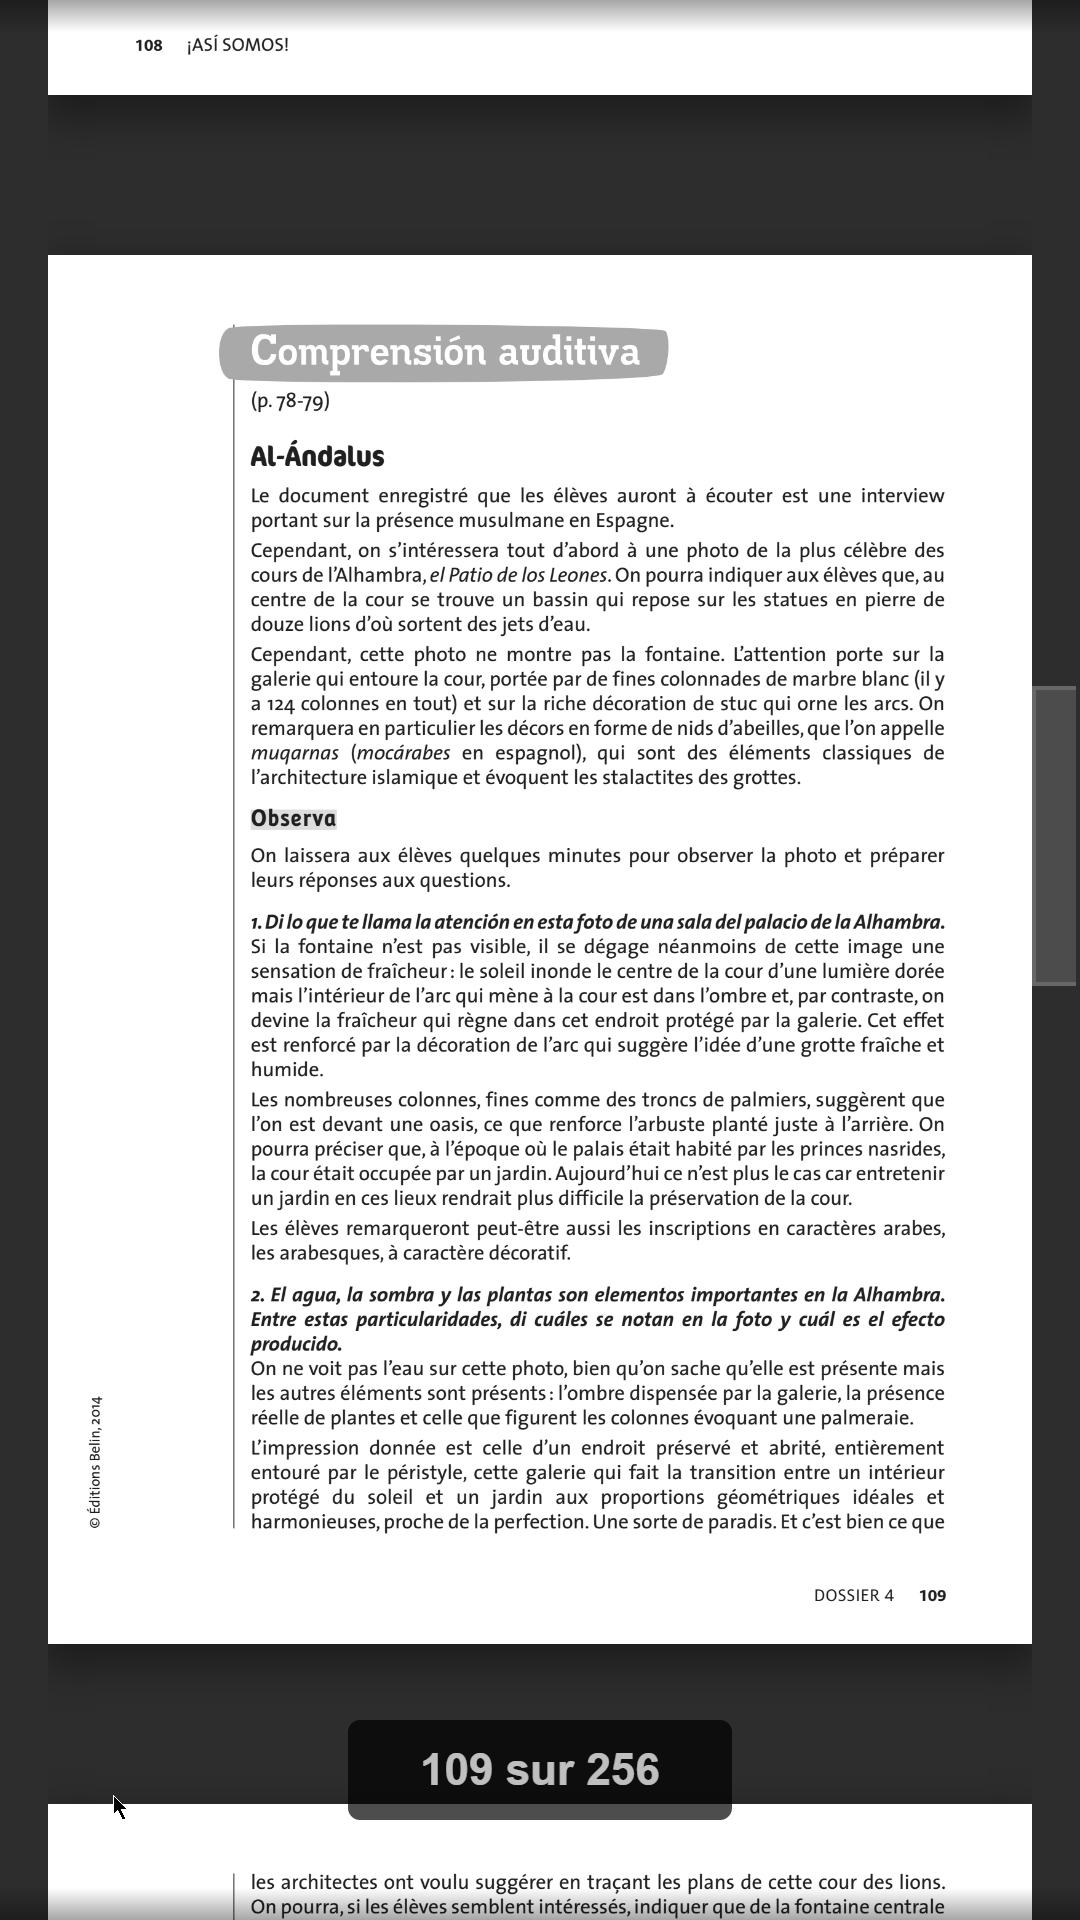 108 ¡ASÍ SOMOS!
Comprensión auditiva
(p. 78-79)
Al-Ándalus
Le document enregistré que les élèves auront à écouter est une interview
portant sur la présence musulmane en Espagne.
Cependant, on s’intéressera tout d’abord à une photo de la plus célèbre des
cours de l’Alhambra, el Patio de los Leones. On pourra indiquer aux élèves que, au
centre de la cour se trouve un bassin qui repose sur les statues en pierre de
douze lions d’où sortent des jets d’eau.
Cependant, cette photo ne montre pas la fontaine. L’attention porte sur la
galerie qui entoure la cour, portée par de fines colonnades de marbre blanc (il y
a 124 colonnes en tout) et sur la riche décoration de stuc qui orne les arcs. On
remarquera en particulier les décors en forme de nids d’abeilles, que l’on appelle
muqarnas (mocárabes en espagnol), qui sont des éléments classiques de
l’architecture islamique et évoquent les stalactites des grottes.
Observa
On laissera aux élèves quelques minutes pour observer la photo et préparer
leurs réponses aux questions.
1. Di lo que te llama la atención en esta foto de una sala del palacio de la Alhambra.
Si la fontaine n’est pas visible, il se dégage néanmoins de cette image une
sensation de fraîcheur : le soleil inonde le centre de la cour d’une lumière dorée
mais l’intérieur de l’arc qui mène à la cour est dans l’ombre et, par contraste, on
devine la fraîcheur qui règne dans cet endroit protégé par la galerie. Cet effet
est renforcé par la décoration de l’arc qui suggère l’idée d’une grotte fraîche et
humide.
Les nombreuses colonnes, fines comme des troncs de palmiers, suggèrent que
l’on est devant une oasis, ce que renforce l’arbuste planté juste à l’arrière. On
pourra préciser que, à l’époque où le palais était habité par les princes nasrides,
la cour était occupée par un jardin. Aujourd’hui ce n’est plus le cas car entretenir
un jardin en ces lieux rendrait plus difficile la préservation de la cour.
Les élèves remarqueront peut-être aussi les inscriptions en caractères arabes,
les arabesques, à caractère décoratif.
2. El agua, la sombra y las plantas son elementos importantes en la Alhambra.
Entre estas particularidades, di cuáles se notan en la foto y cuál es el efecto
producido.
On ne voit pas l’eau sur cette photo, bien qu’on sache qu’elle est présente mais
les autres éléments sont présents : l’ombre dispensée par la galerie, la présence
réelle de plantes et celle que figurent les colonnes évoquant une palmeraie.
L’impression donnée est celle d’un endroit préservé et abrité, entièrement
entouré par le péristyle, cette galerie qui fait la transition entre un intérieur
protégé du soleil et un jardin aux proportions géométriques idéales et
harmonieuses, proche de la perfection. Une sorte de paradis. Et c’est bien ce que
© Éditions Belin, 2014
DOSSIER 4 109
109 sur 256
les architectes ont voulu suggérer en traçant les plans de cette cour des lions.
On pourra, si les élèves semblent intéressés, indiquer que de la fontaine centrale